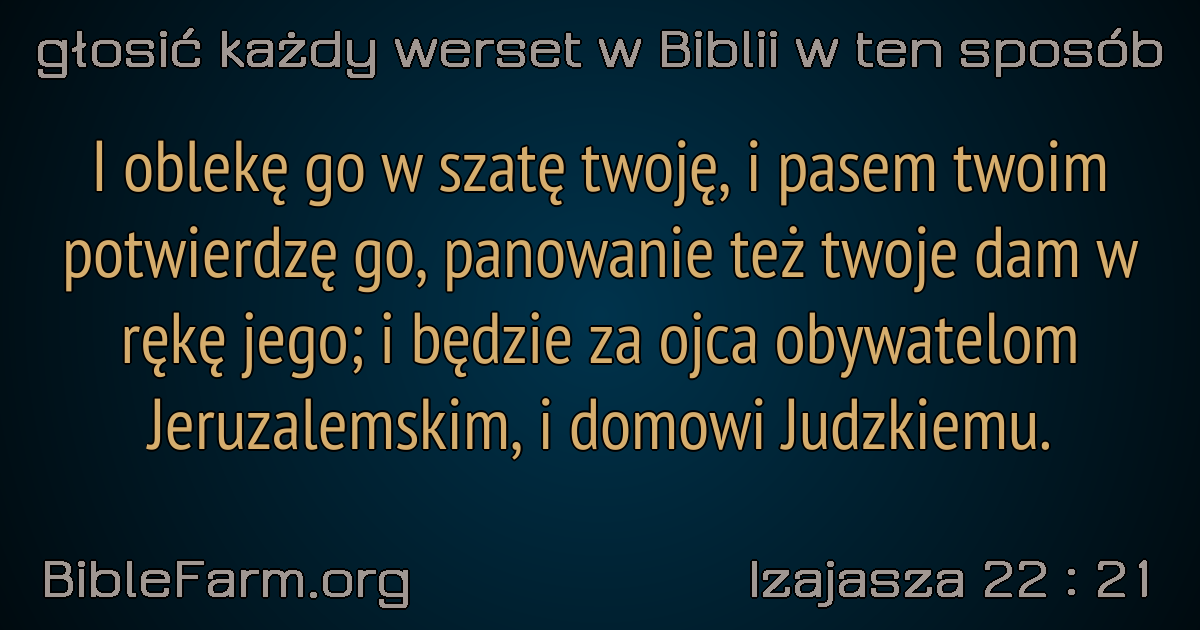 głosić każdy werset w Biblii w ten sposób
I oblekę go w szatę twoję, i pasem twoim
potwierdzę go, panowanie też twoje dam w
rękę jego; i będzie za ojca obywatelom
Jeruzalemskim, i domowi Judzkiemu.
BibleFarm.org
Izajasza 22 : 21